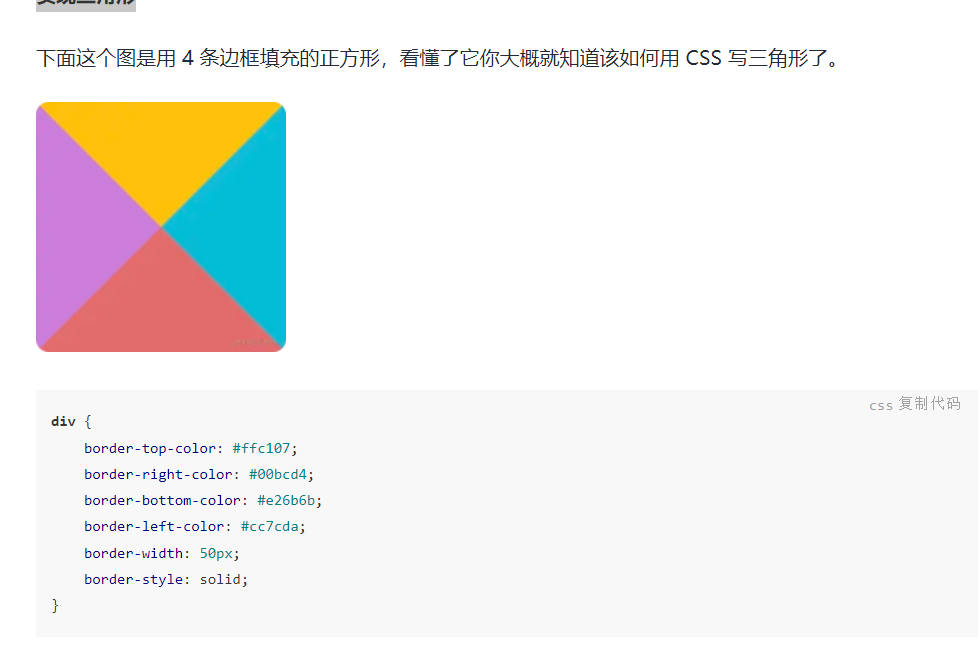 下面这个图是用 4 条边框填充的正方形，看懂了它你大概就知道该如何用 CSS 写三角形了。
css 复制代码
div {
    border-top-color: #ffc107;
    border-right-color: #00bcd4;
    border-bottom-color: #e26b6b;
    border-left-color: #cc7cda;
    border-width: 50px;
    border-style: solid;
}